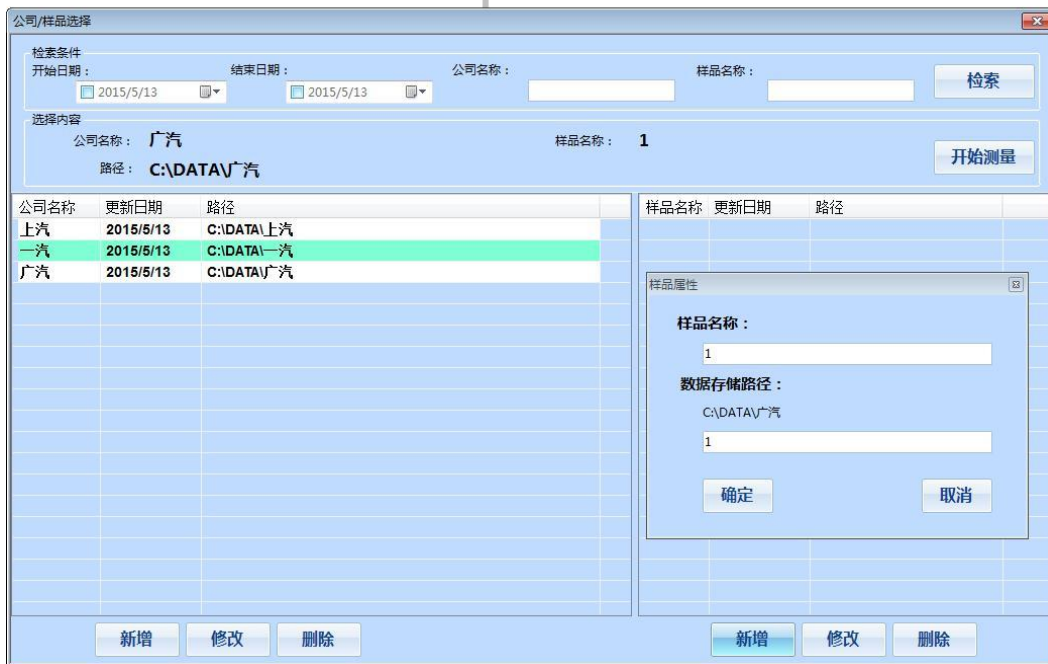 公司/样品选择
检索条件
开始日期： 结束日期： 公司名称： 样品名称：
2015/5/13 2015/5/13 检索
选择内容
公司名称： 广汽 样品名称： 1
路径： C:\DATA\广汽 开始测量
公司名称 更新日期 路径 样品名称 更新日期 路径
上汽 2015/5/13 C:\DATA\上汽
一汽 2015/5/13 C:\DATA\一汽
广汽 2015/5/13 C:\DATA\广汽
样品属性
样品名称：
1
数据存储路径：
C:\DATA\广汽
1
确定 取消
新增 修改 删除 新增 修改 删除